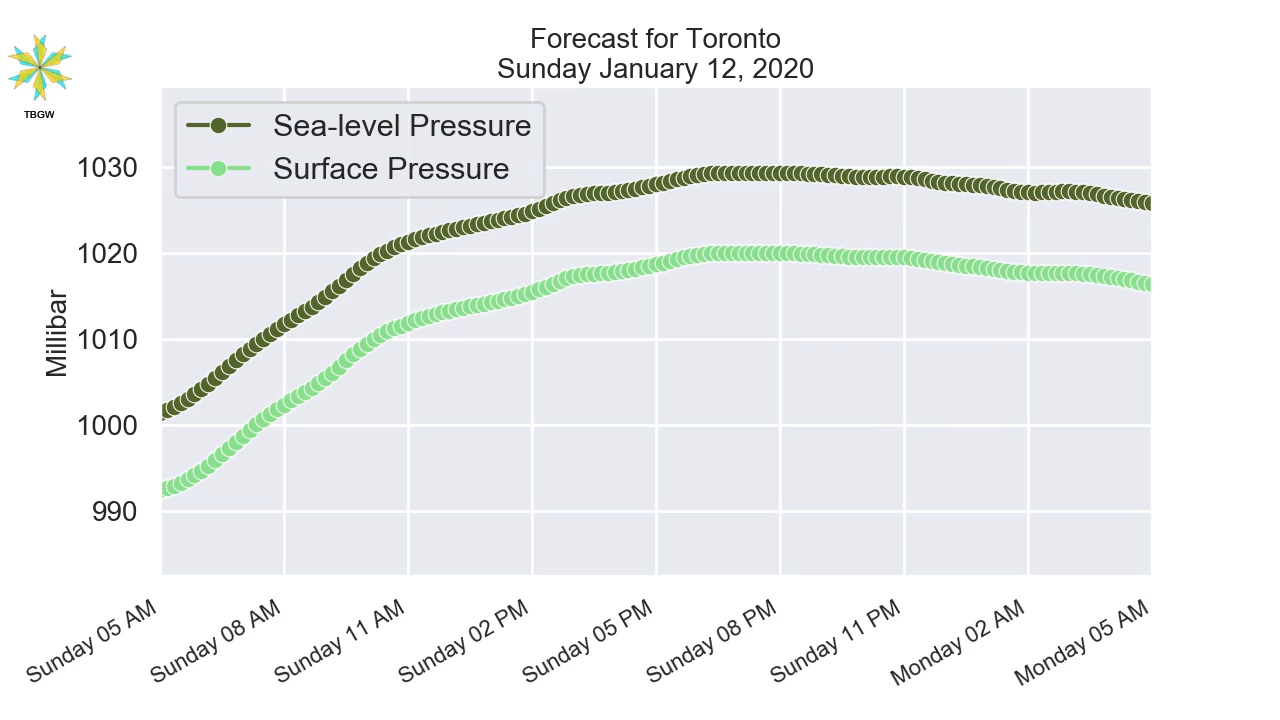 Forecast for Toronto
Sunday January 12, 2020
TBGW
Sea-level Pressure
Surface Pressure
Millibar
1030
1020
1010
1000
990
Sunday 05 AM
Sunday 08 AM
Sunday 11 AM
Sunday 02 PM
Sunday 05 PM
Sunday 08 PM
Sunday 11 PM
Monday 02 AM
Monday 05 AM